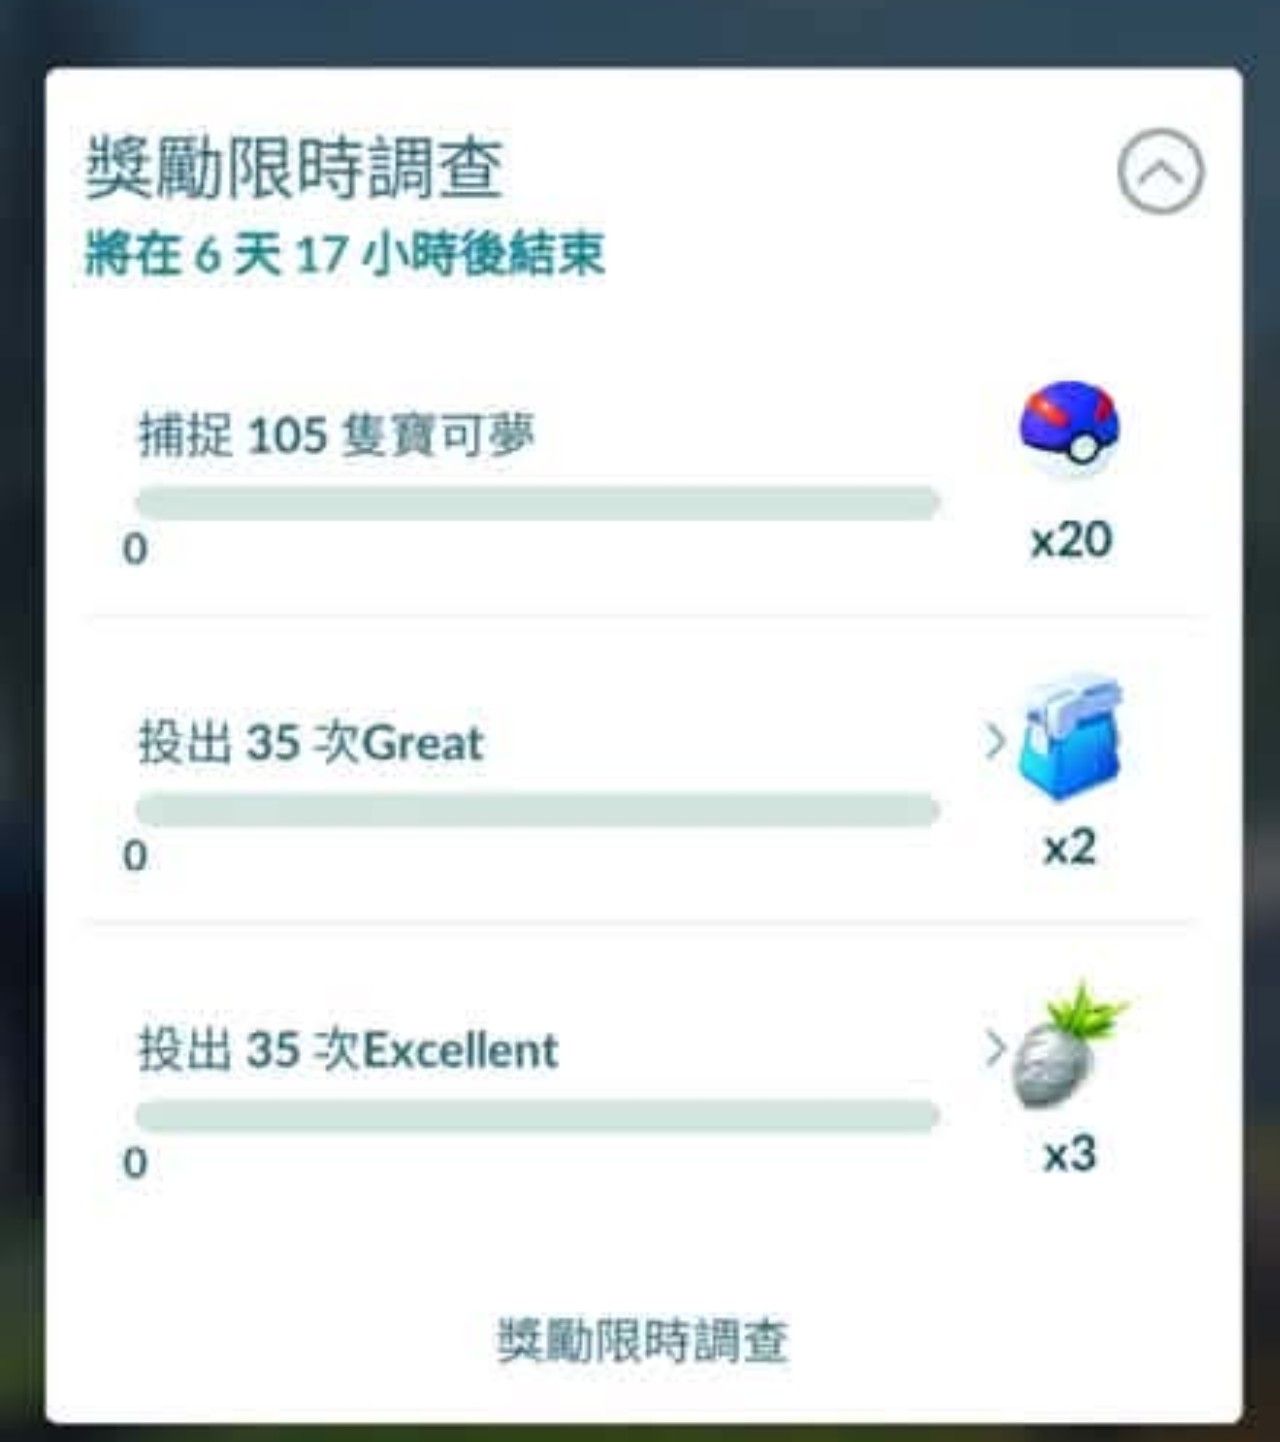 獎勵限時調查
將在 6 天 17 小時後結束
捕捉 105 隻寶可夢
0
x20
投出 35 次Great
0
x2
投出 35 次Excellent
0
x3
獎勵限時調查